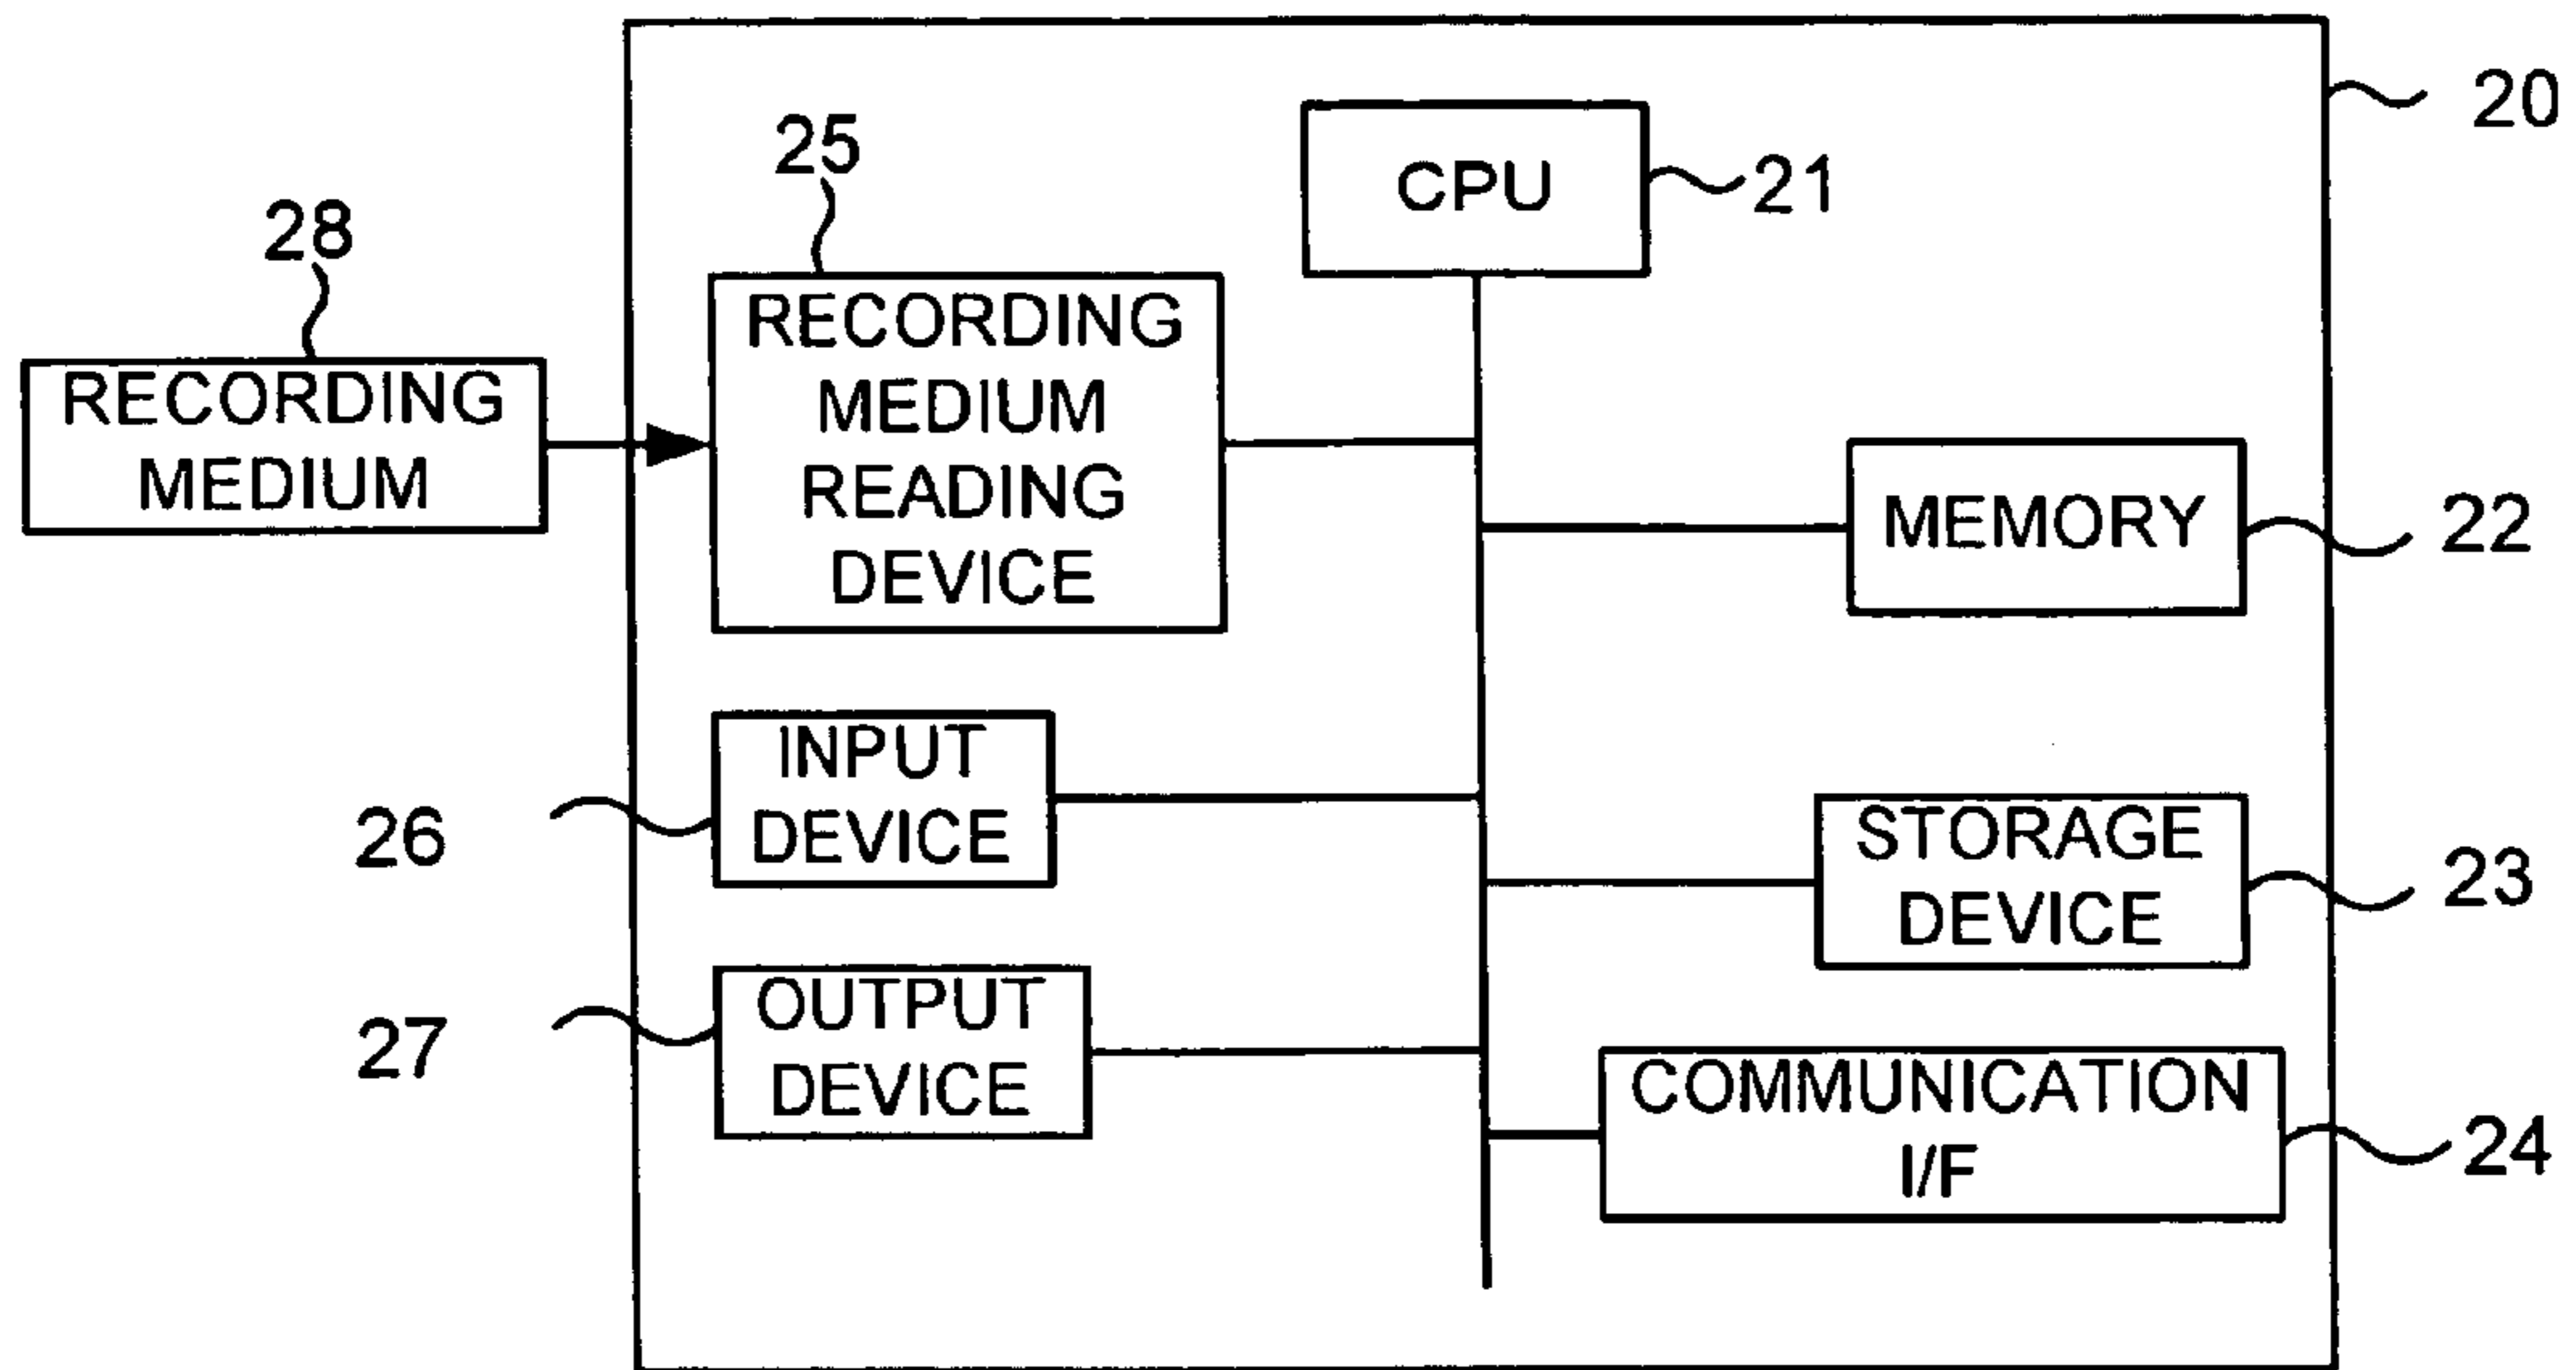 20
CPU
21
25
28
RECORDING
MEDIUM
READING
DEVICE
RECORDING
MEDIUM
MEMORY
22
INPUT
DEVICE
26
STORAGE
DEVICE
23
OUTPUT
DEVICE
27
COMMUNICATION
I/F
24